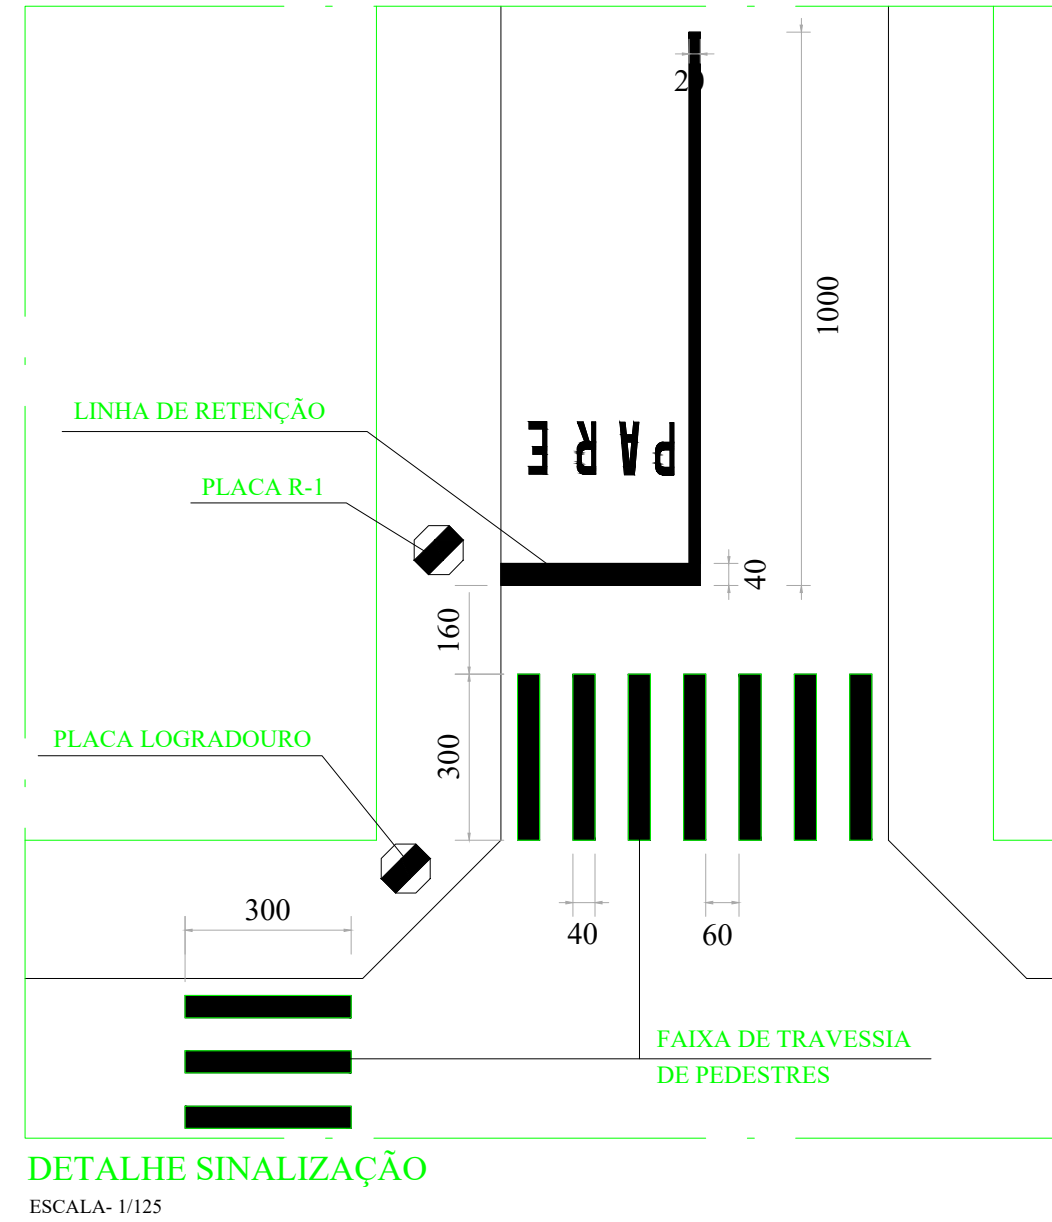 20
1000
LINHA DE RETENÇÃO
PARE
PLACA R-1
40
160
PLACA LOGRADOURO
300
300
40
60
FAIXA DE TRAVESSIA
DE PEDESTRES
DETALHE SINALIZAÇÃO
ESCALA- 1/125